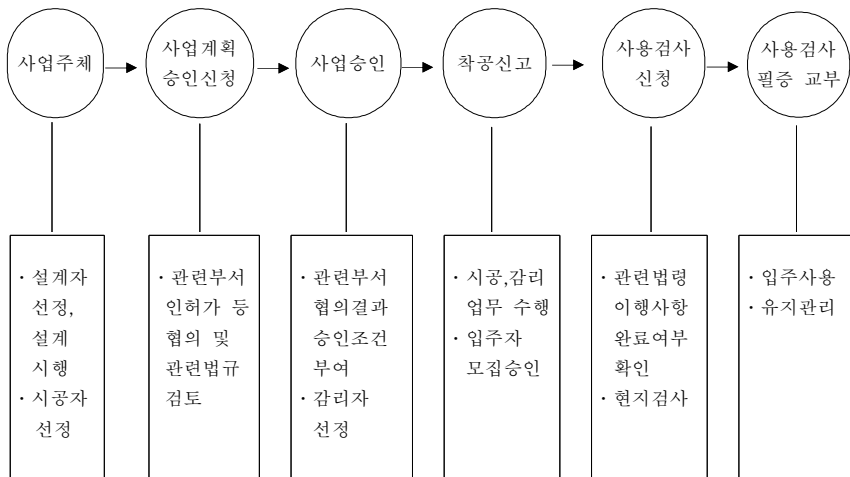 사업주체
사업계획
승인신청
사업승인
착공신고
사용검사
신청
사용검사
필증 교부
· 설계자
선정,
설계
시행
· 시공자
선정
· 관련부서
인허가 등
협의 및
관련법규
검토
· 관련부서
협의결과
승인조건
부여
· 감리자
선정
· 시공,감리
업무 수행
· 입주자
모집승인
· 관련법령
이행사항
완료여부
확인
· 현지검사
· 입주사용
· 유지관리